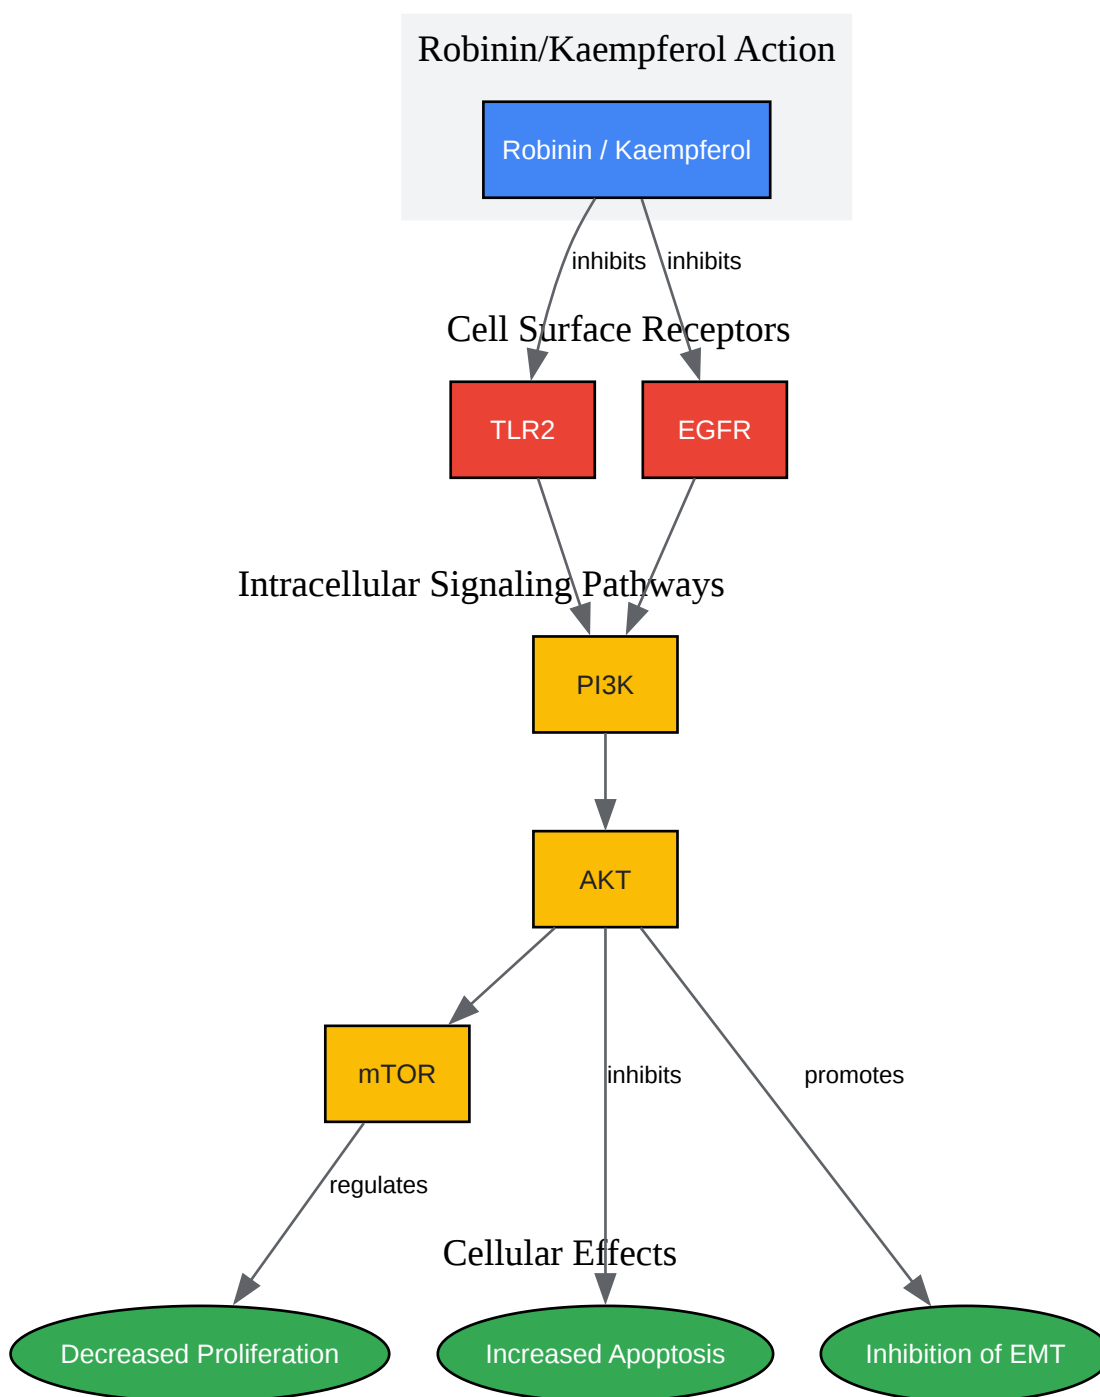 Robinin/Kaempferol Action
Robinin / Kaempferol
inhibits
inhibits
Cell Surface Receptors
TLR2
EGFR
Intracellular Signaling Pathways
PI3K
AKT
mTOR
inhibits
promotes
regulates
Cellular Effects
Decreased Proliferation
Increased Apoptosis
Inhibition of EMT